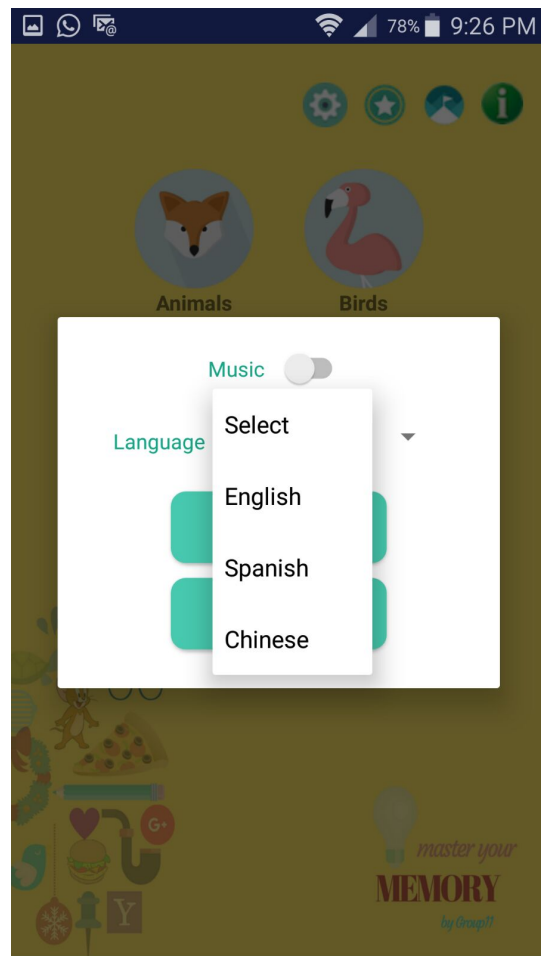 78% 9:26 PM
Animals Birds
Music
Select
Language
English
Spanish
Chinese
G+
Y
master your
MEMORY
by Group11